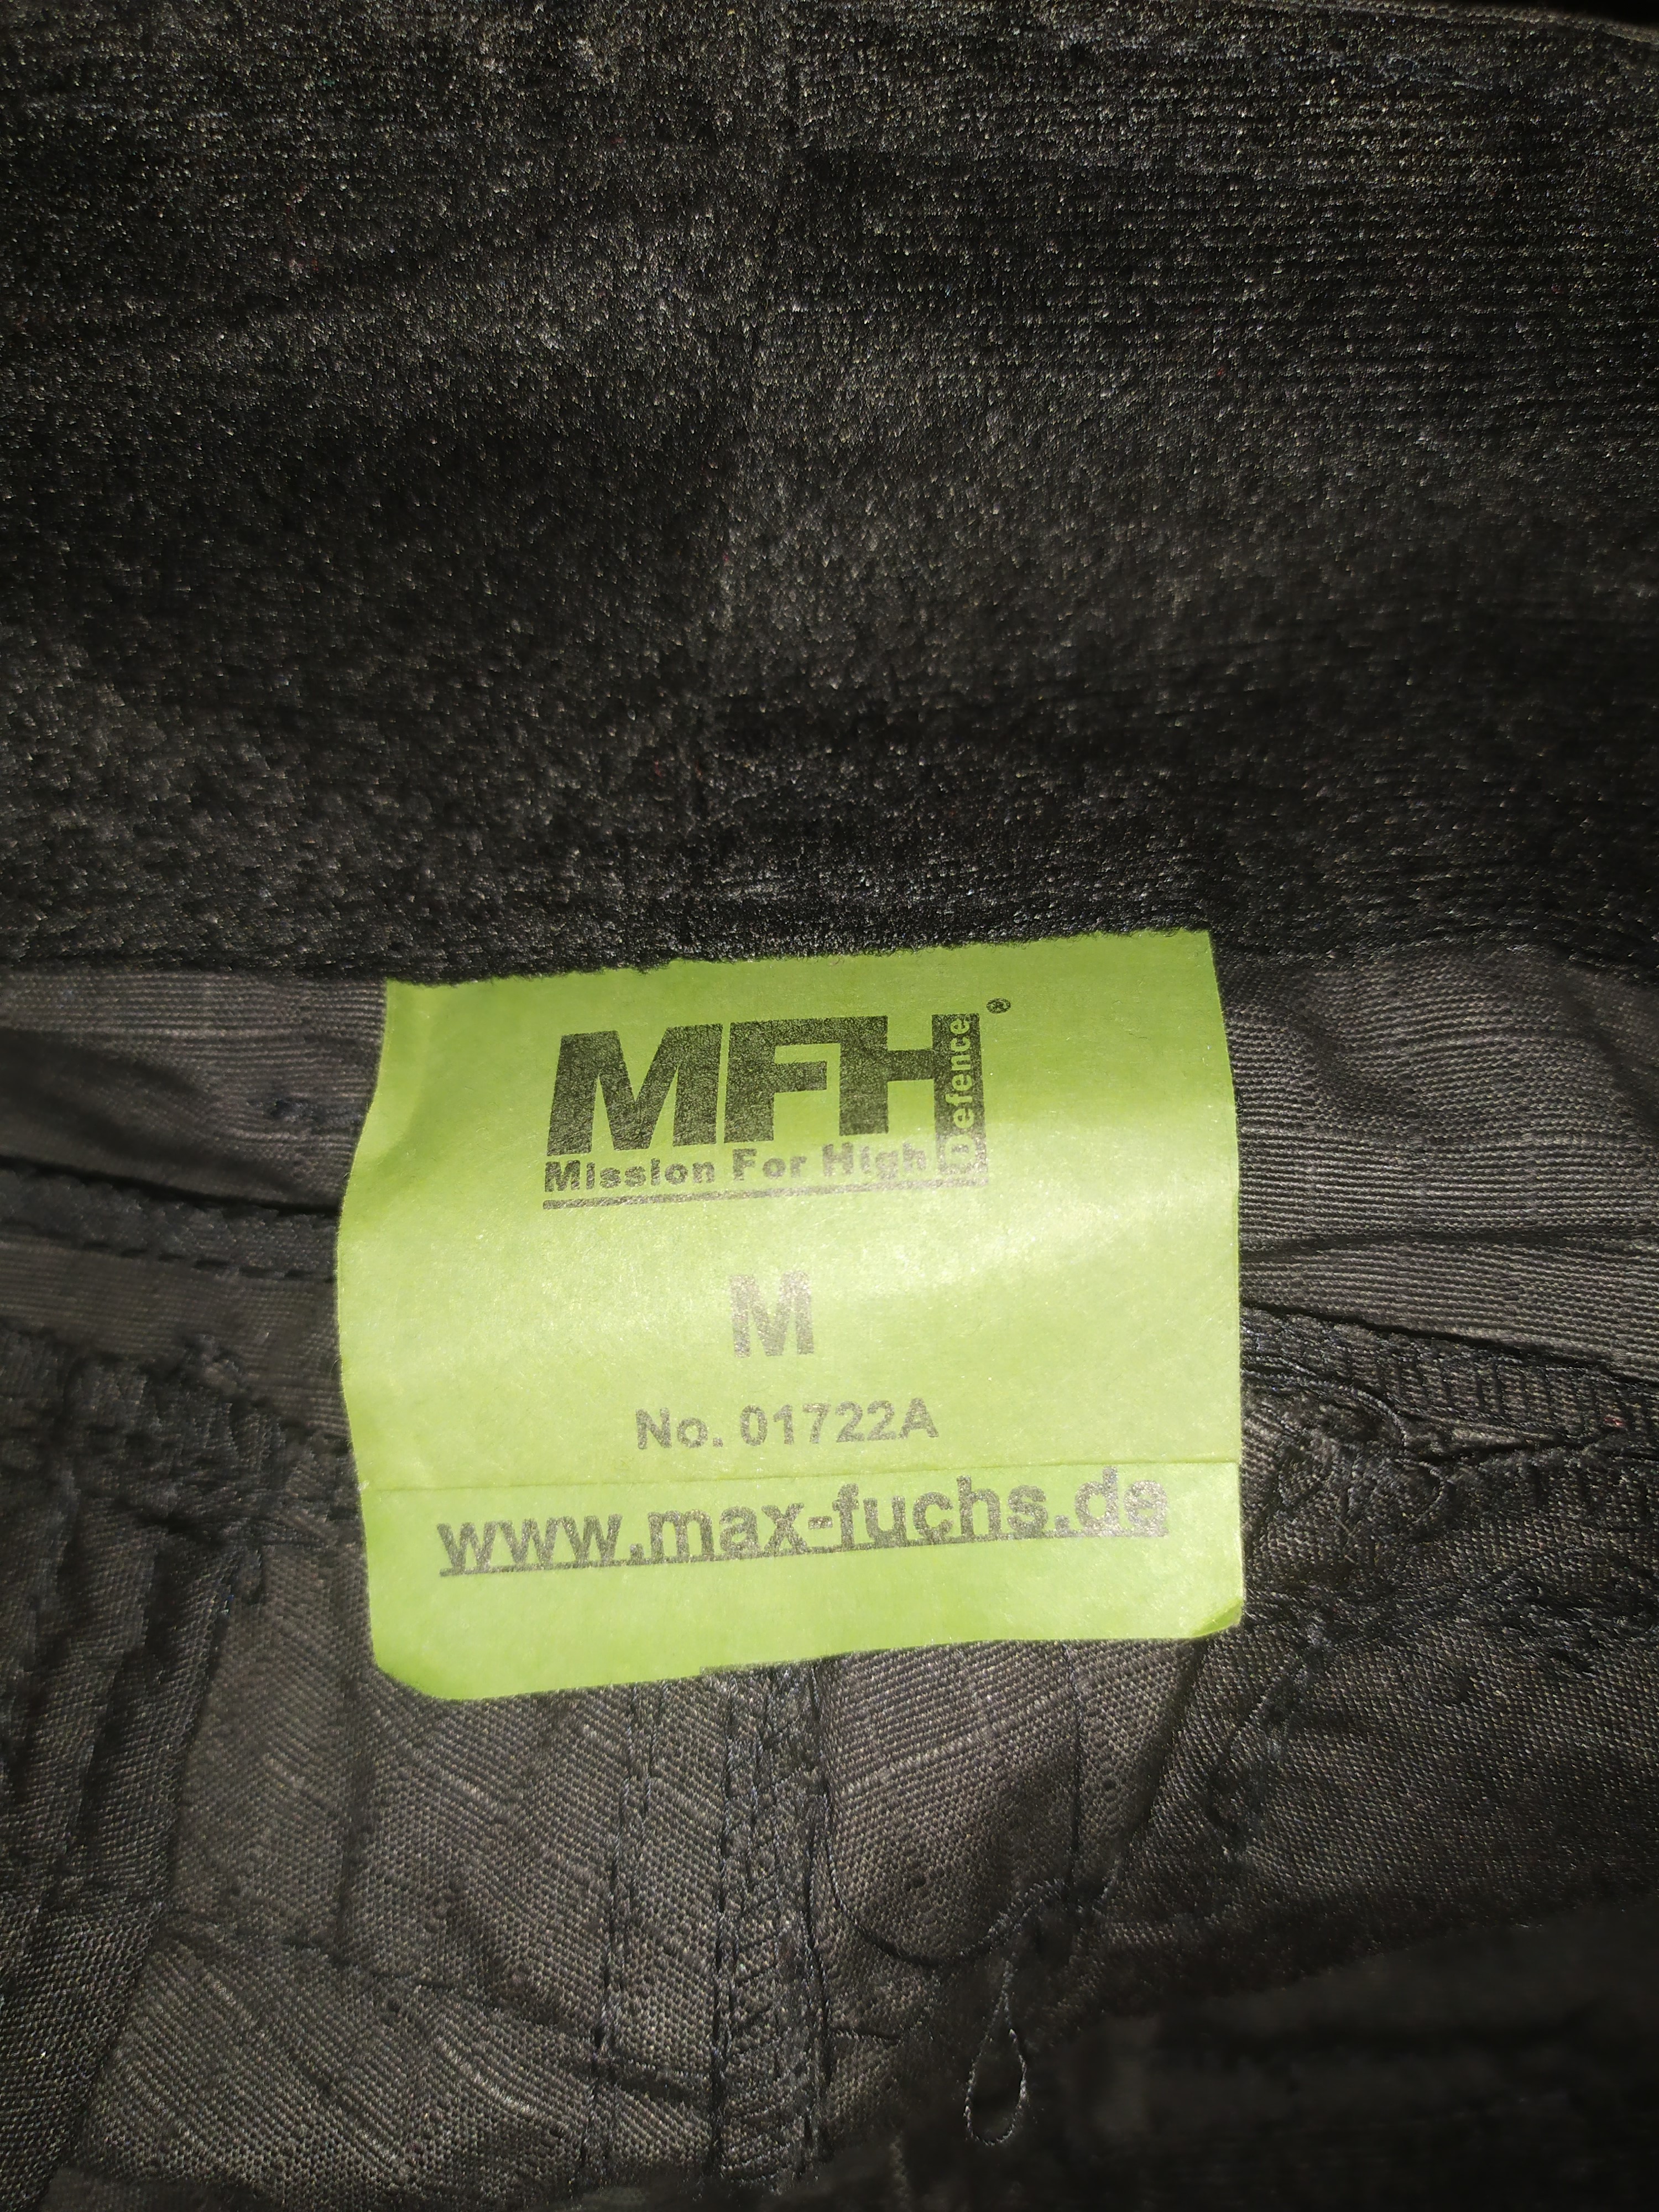 MFH®
Mission For High Defence
M
No. 01722A
www.max-fuchs.de